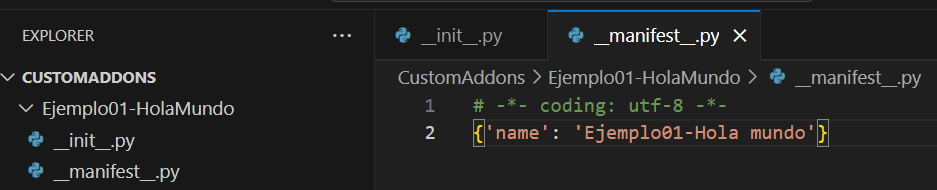 EXPLORER ...
CUSTOMADDONS
Ejemplo01-HolaMundo
__init__.py
__manifest__.py
__init__.py
__manifest__.py
CustomAddons > Ejemplo01-HolaMundo > __manifest__.py
1 # -*- coding: utf-8 -*-
2 {'name': 'Ejemplo01-Hola mundo'}